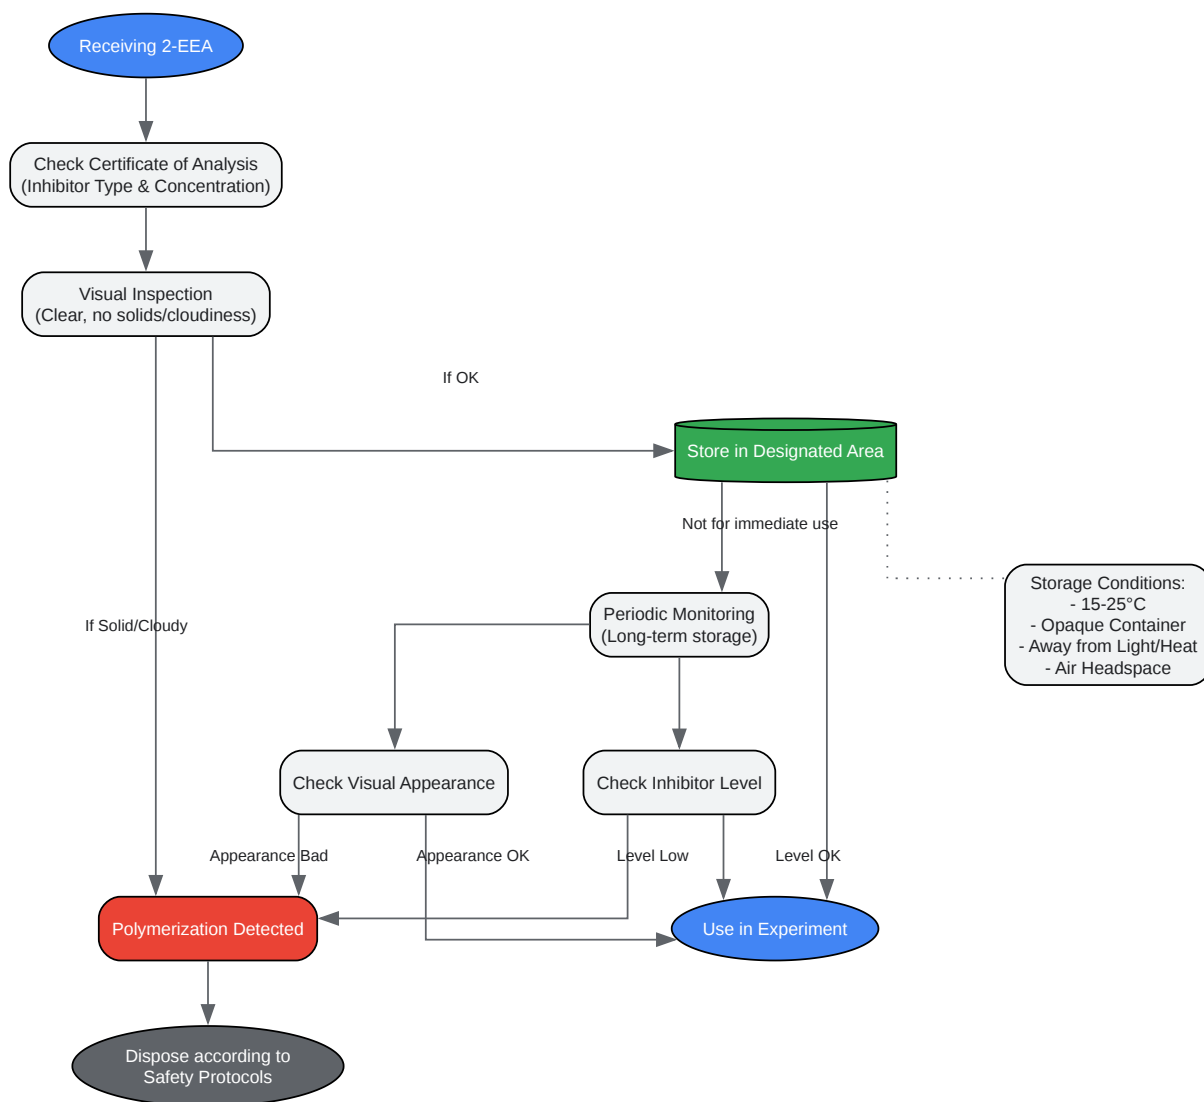 Receiving 2-EEA
Check Certificate of Analysis
(Inhibitor Type & Concentration)
Visual Inspection
(Clear, no solids/cloudiness)
If OK
Store in Designated Area
Not for immediate use
Storage Conditions:
- 15-25°C
- Opaque Container
- Away from Light/Heat
- Air Headspace
If Solid/Cloudy
Periodic Monitoring
(Long-term storage)
Check Visual Appearance
Check Inhibitor Level
Appearance Bad
Appearance OK
Level Low
Level OK
Polymerization Detected
Use in Experiment
Dispose according to
Safety Protocols